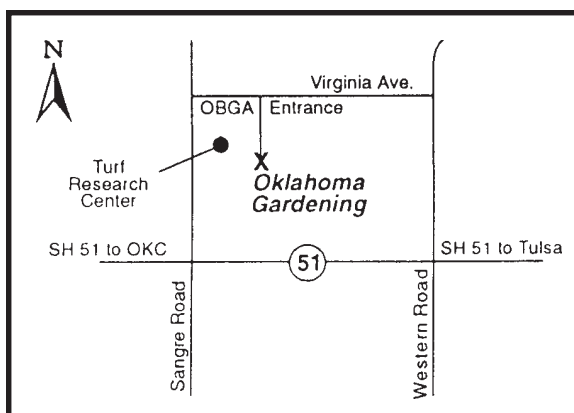 N
Virginia Ave.
OBGA Entrance
Turf
Research
Center
X
Oklahoma
Gardening
SH 51 to OKC
51
SH 51 to Tulsa
Sangre Road
Western Road